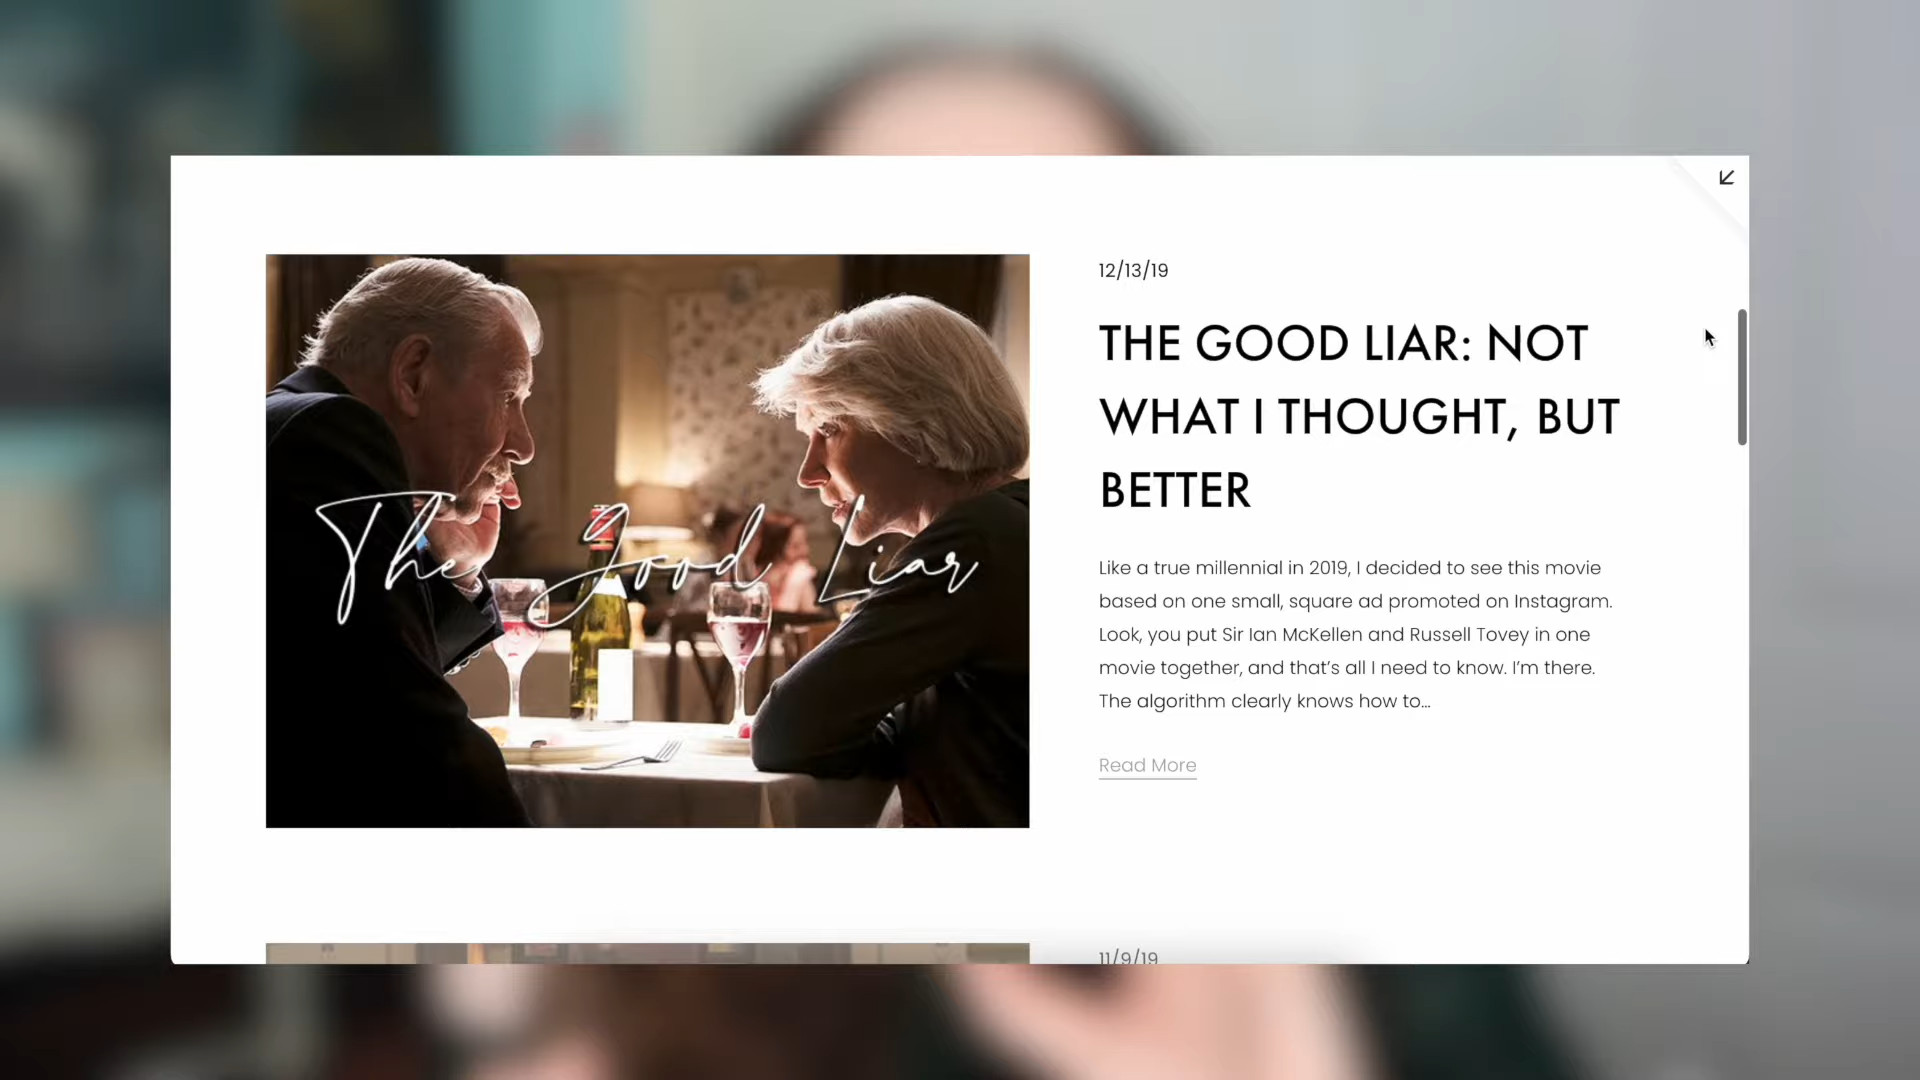 The Good Liar
12/13/19
THE GOOD LIAR: NOT
WHAT I THOUGHT, BUT
BETTER
Like a true millennial in 2019, I decided to see this movie
based on one small, square ad promoted on Instagram.
Look, you put Sir Ian McKellen and Russell Tovey in one
movie together, and that’s all I need to know. I’m there.
The algorithm clearly knows how to…
Read More
11/9/19